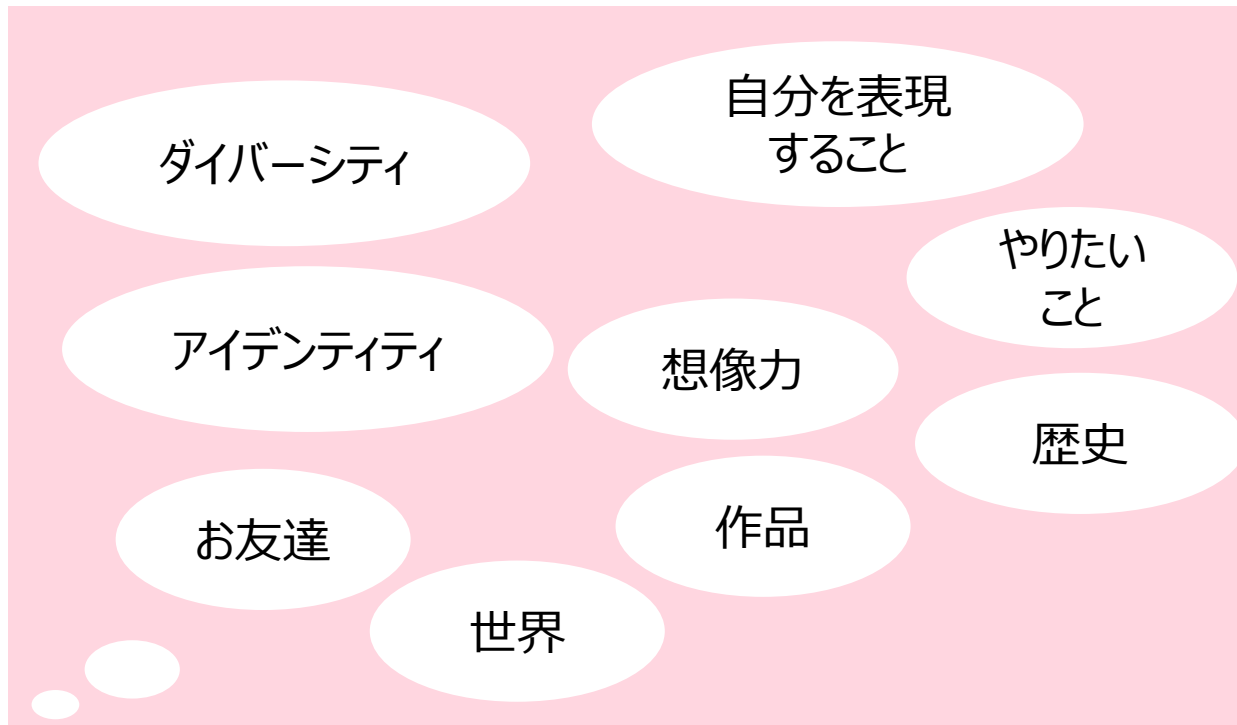 ダイバーシティ
自分を表現
すること
やりたい
こと
アイデンティティ
想像力
歴史
お友達
作品
世界